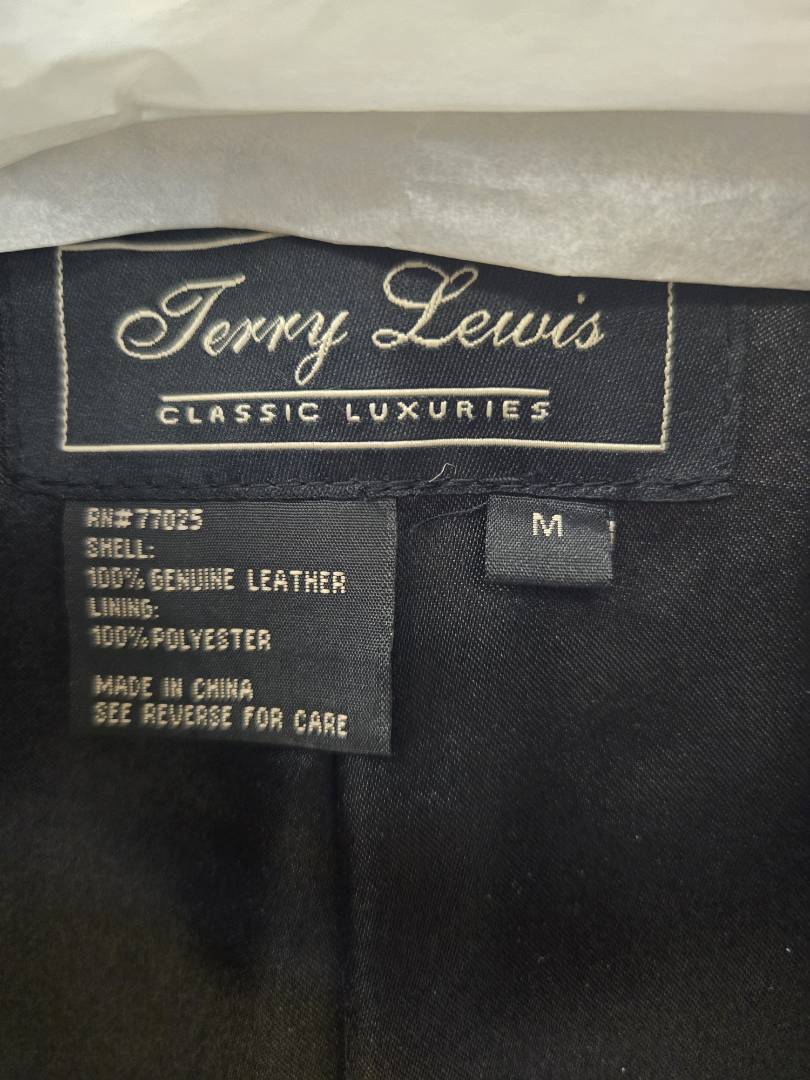 Terry Lewis
CLASSIC LUXURIES
RN#77025
SHELL:
100% GENUINE LEATHER
LINING:
100% POLYESTER
MADE IN CHINA
SEE REVERSE FOR CARE
M